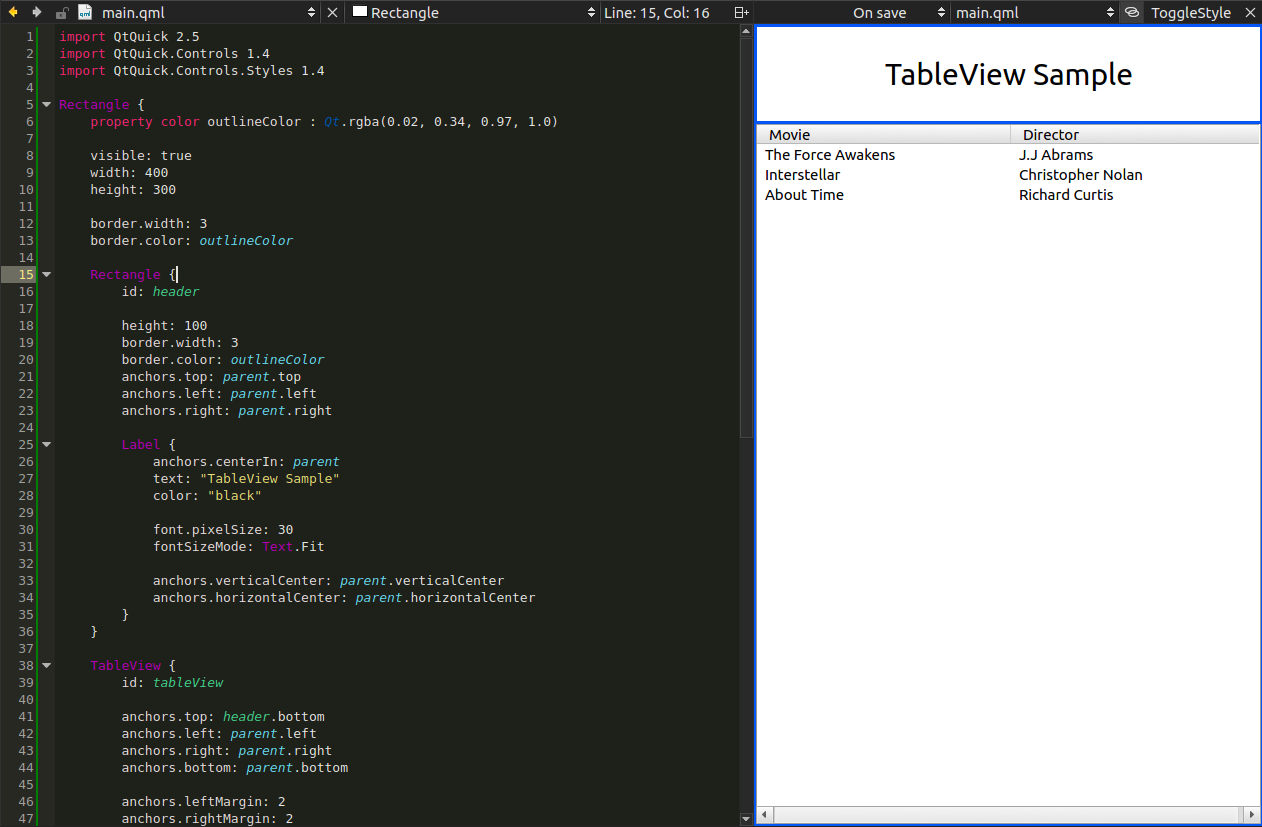 main.qml Rectangle Line: 15, Col: 16 On save main.qml ToggleStyle
1 import QtQuick 2.5
2 import QtQuick.Controls 1.4
3 import QtQuick.Controls.Styles 1.4
4
5 Rectangle {
6 property color outlineColor : Qt.rgba(0.02, 0.34, 0.97, 1.0)
7
8 visible: true
9 width: 400
10 height: 300
11
12 border.width: 3
13 border.color: outlineColor
14
15 Rectangle {
16 id: header
17
18 height: 100
19 border.width: 3
20 border.color: outlineColor
21 anchors.top: parent.top
22 anchors.left: parent.left
23 anchors.right: parent.right
24
25 Label {
26 anchors.centerIn: parent
27 text: "TableView Sample"
28 color: "black"
29
30 font.pixelSize: 30
31 fontSizeMode: Text.Fit
32
33 anchors.verticalCenter: parent.verticalCenter
34 anchors.horizontalCenter: parent.horizontalCenter
35 }
36 }
37
38 TableView {
39 id: tableView
40
41 anchors.top: header.bottom
42 anchors.left: parent.left
43 anchors.right: parent.right
44 anchors.bottom: parent.bottom
45
46 anchors.leftMargin: 2
47 anchors.rightMargin: 2
TableView Sample
Movie Director
The Force Awakens J.J Abrams
Interstellar Christopher Nolan
About Time Richard Curtis